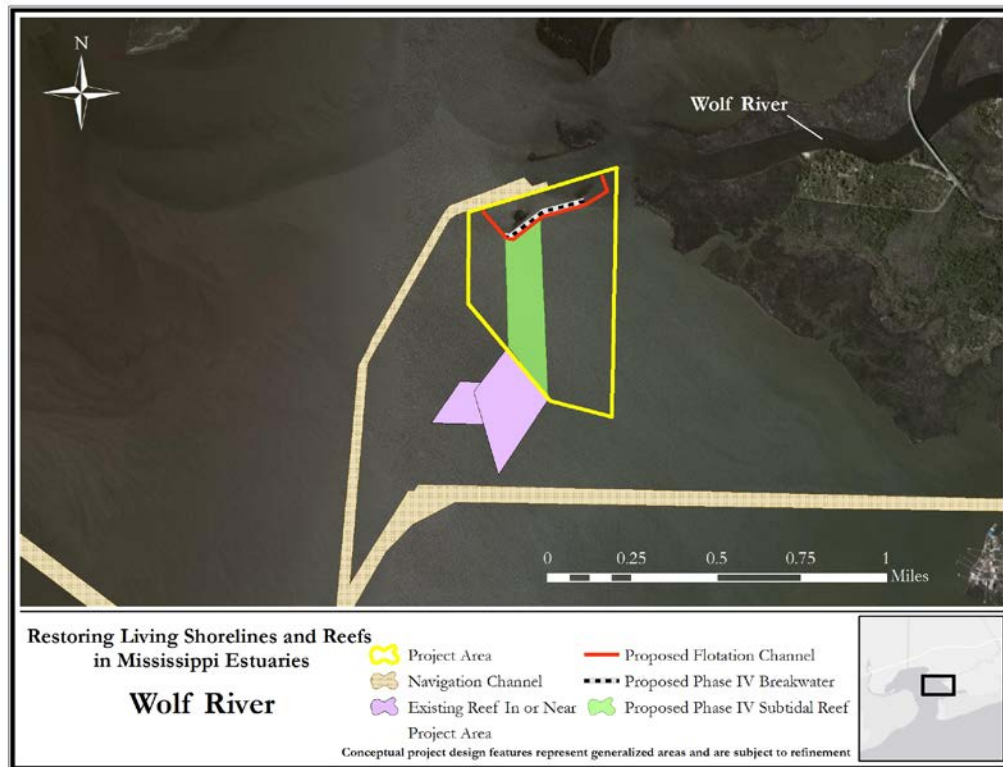 N
Wolf River
0 0.25 0.5 0.75 1
Miles
Restoring Living Shorelines and Reefs
in Mississippi Estuaries
Wolf River
Project Area
Navigation Channel
Existing Reef In or Near
Project Area
Proposed Flotation Channel
Proposed Phase IV Breakwater
Proposed Phase IV Subtidal Reef
Conceptual project design features represent generalized areas and are subject to refinement